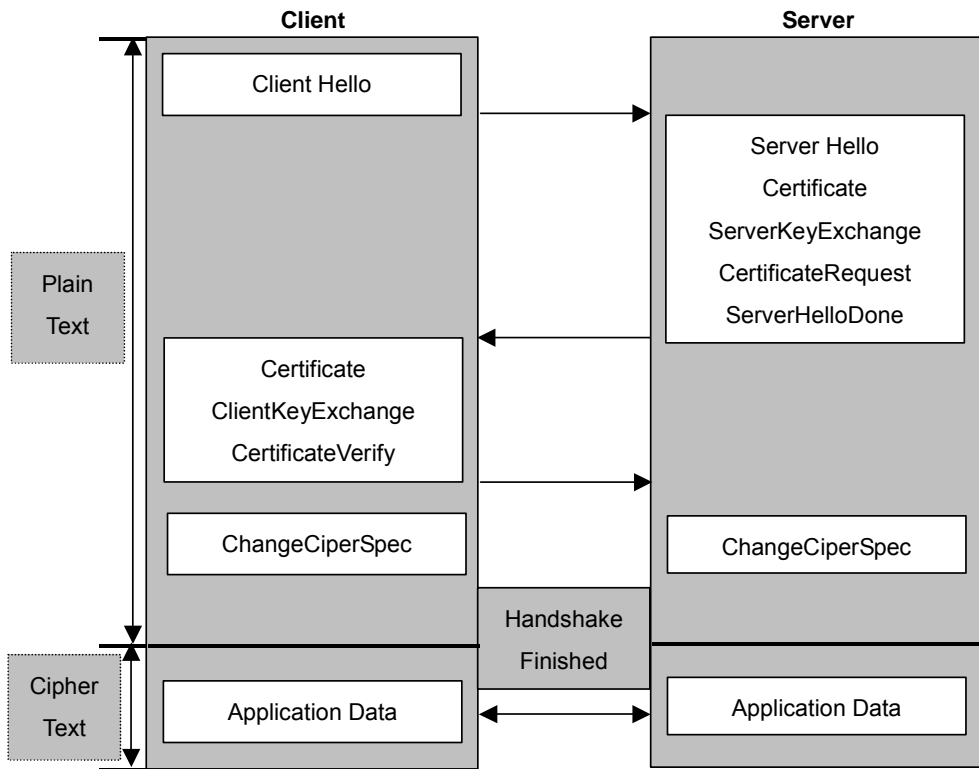 Client
Server
Client Hello
Server Hello
Certificate
ServerKeyExchange
CertificateRequest
ServerHelloDone
Plain
Text
Certificate
ClientKeyExchange
CertificateVerify
ChangeCiperSpec
ChangeCiperSpec
Handshake
Finished
Cipher
Text
Application Data
Application Data